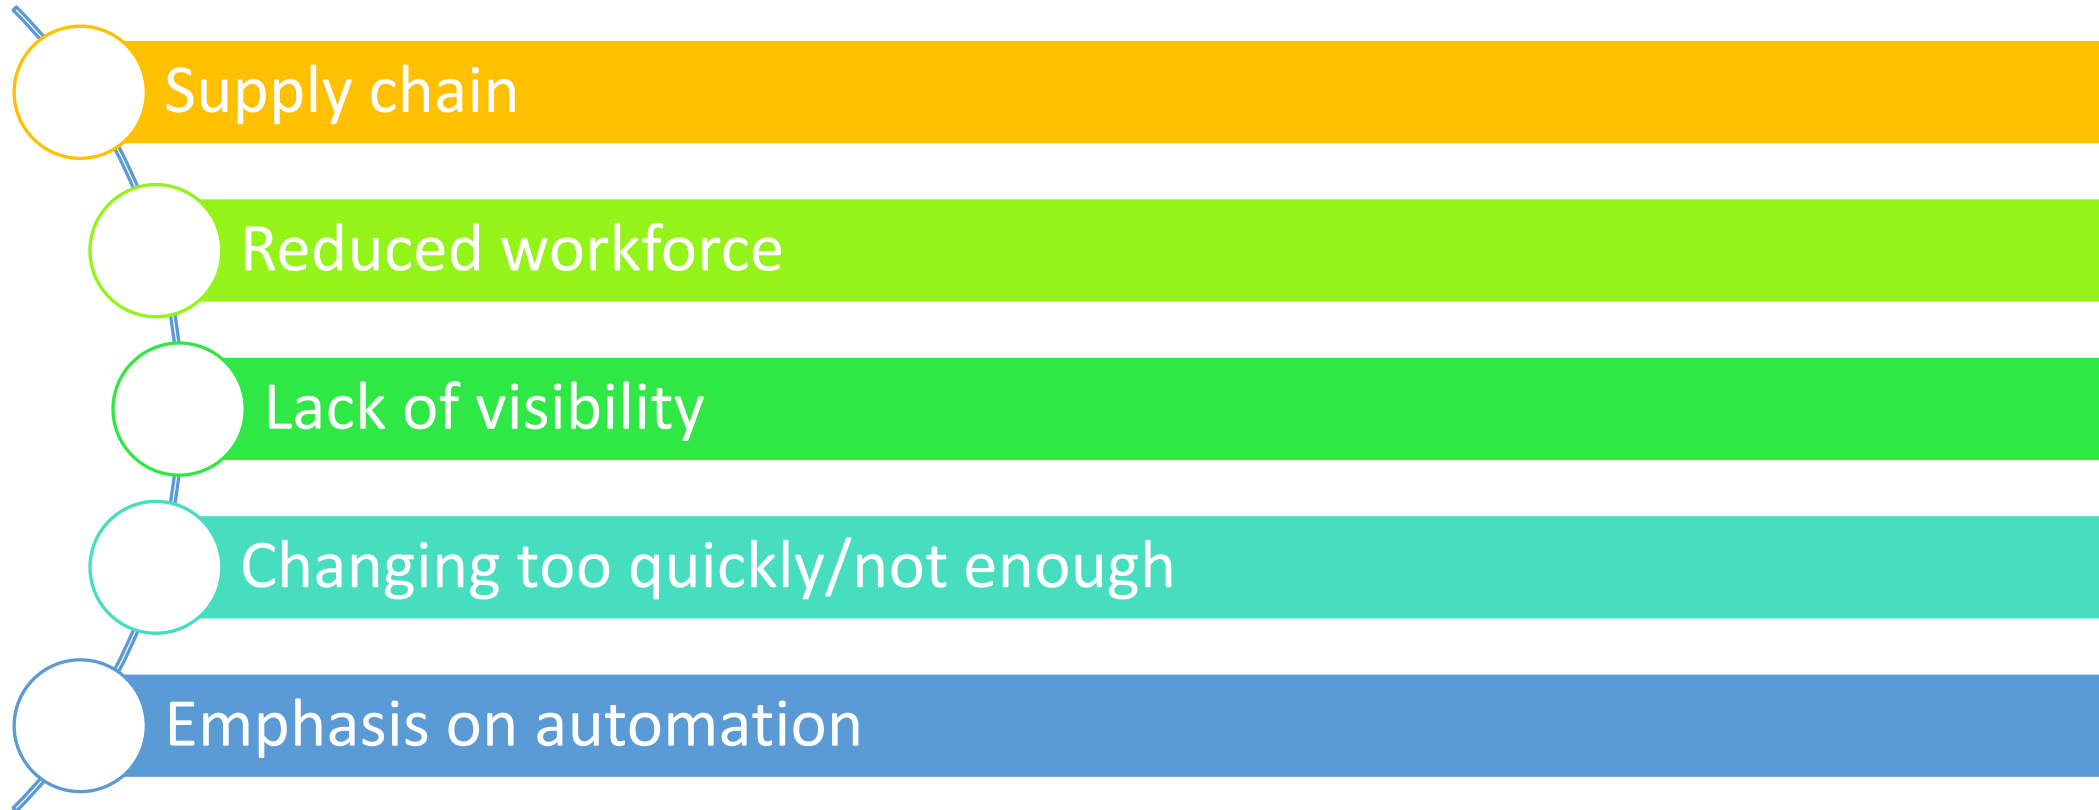 Supply chain
Reduced workforce
Lack of visibility
Changing too quickly/not enough
Emphasis on automation